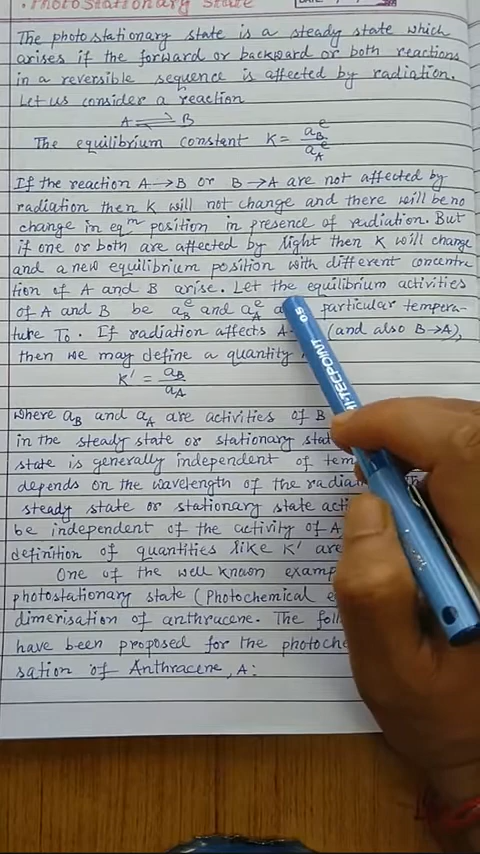 Photostationary State
DATE
The photostationary state is a steady state which
arises if the forward or backward or both reactions
in a reversible sequence is affected by radiation.
Let us consider a reaction
A ⇌ B
The equilibrium constant K = a_B^e / a_A^e
If the reaction A→B or B→A are not affected by
radiation then K will not change and there will be no
change in eq^m position in presence of radiation. But
if one or both are affected by light then K will change
and a new equilibrium position with different concentra
tion of A and B arise. Let the equilibrium activities
of A and B be a_B^e and a_A^e particular tempera-
ture T₀. If radiation affects A- (and also B→A),
then we may define a quantity
K' = a_B / a_A
where a_B and a_A are activities of B
in the steady state or stationary
state is generally independent of
depends on the wavelength of the
steady state or stationary state
be independent of the activity of A
definition of quantities like K' are
One of the well known
photostationary state (Photochemical
dimerisation of anthracene. The
have been proposed for the
sation of Anthracene, A:
HI-TECPOINT 05